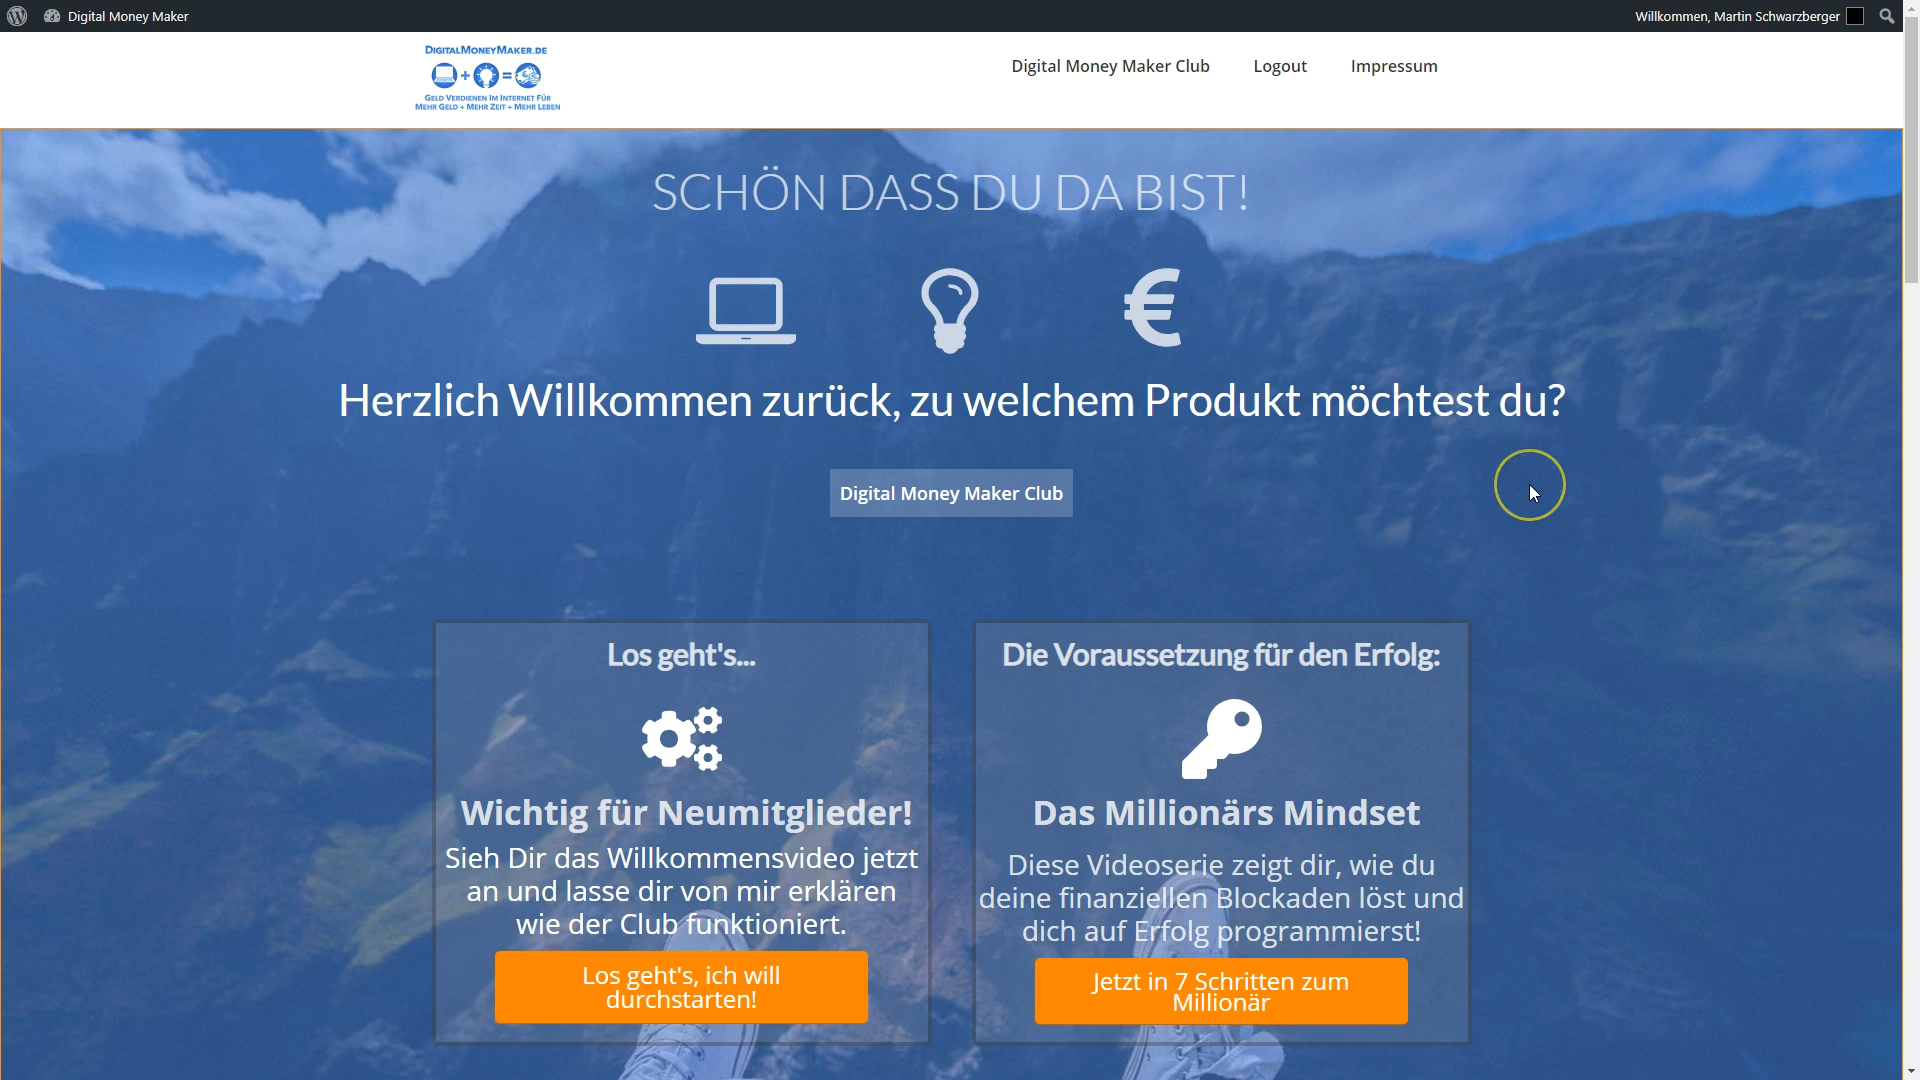 Digital Money Maker
Willkommen, Martin Schwarzberger
DIGITALMONEYMAKER.DE
GELD VERDIENEN IM INTERNET FÜR
MEHR GELD + MEHR ZEIT + MEHR LEBEN
Digital Money Maker Club
Logout
Impressum
SCHÖN DASS DU DA BIST!
Herzlich Willkommen zurück, zu welchem Produkt möchtest du?
Digital Money Maker Club
Los geht's...
Wichtig für Neumitglieder!
Sieh Dir das Willkommensvideo jetzt
an und lasse dir von mir erklären
wie der Club funktioniert.
Los geht's, ich will
durchstarten!
Die Voraussetzung für den Erfolg:
Das Millionärs Mindset
Diese Videoserie zeigt dir, wie du
deine finanziellen Blockaden löst und
dich auf Erfolg programmierst!
Jetzt in 7 Schritten zum
Millionär